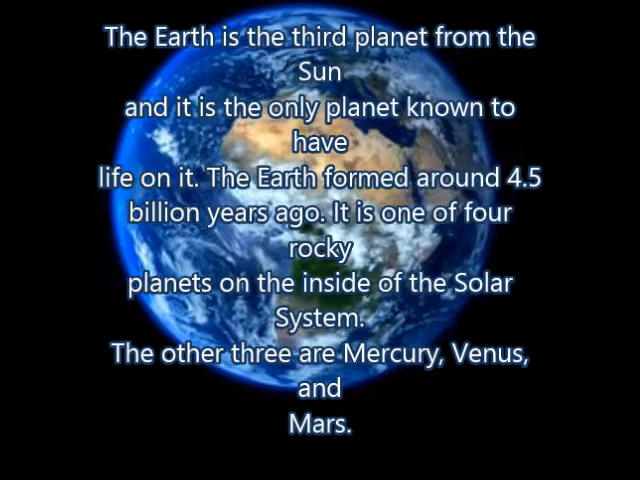 The Earth is the third planet from the
Sun
and it is the only planet known to
have
life on it. The Earth formed around 4.5
billion years ago. It is one of four
rocky
planets on the inside of the Solar
System.
The other three are Mercury, Venus,
and
Mars.